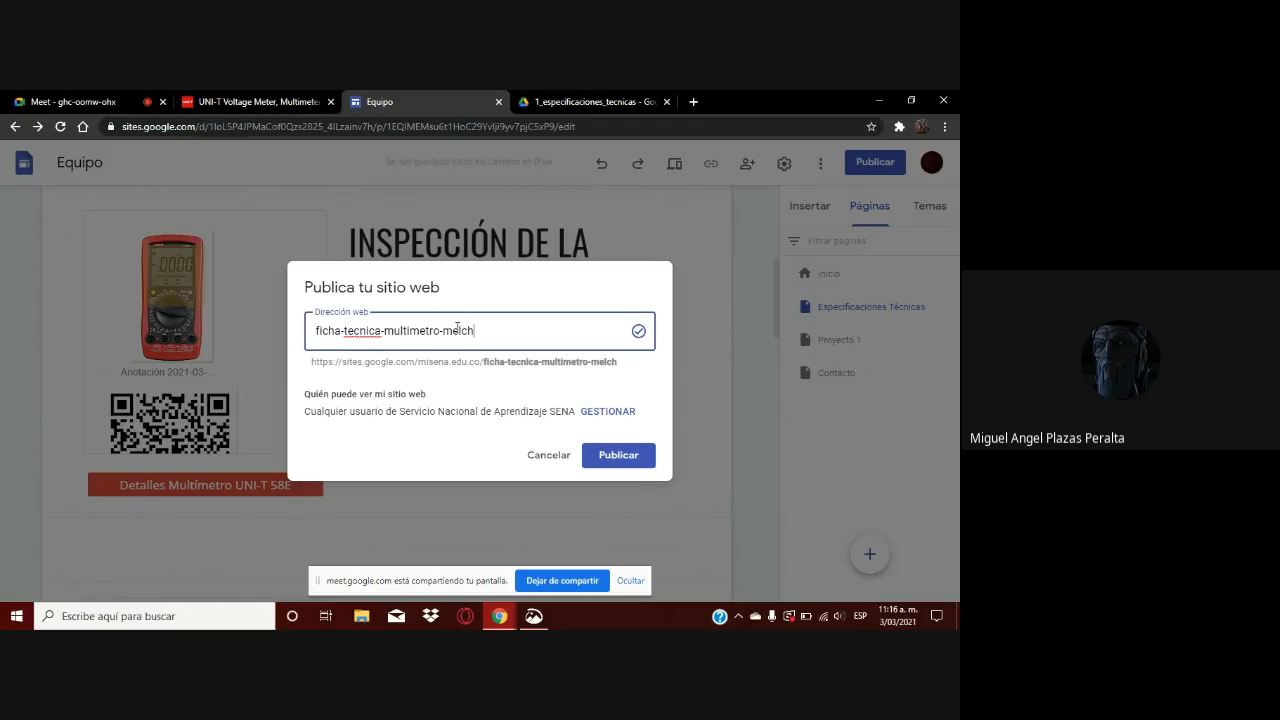 Meet - ghc-oomw-ohx
UNI-T Voltage Meter, Multimete
Equipo
1_especificaciones_tecnicas - Go
sites.google.com/d/1IoL5P4JPMaCof0Qzs2825_4ILzainv7h/p/1EQIMEMsu6t1HoC29Yvlji9yv7pjC5xP9/edit
Equipo
Se han guardado todos los cambios en Drive
Publicar
Insertar
Páginas
Temas
Filtrar páginas
Inicio
Especificaciones Técnicas
Proyecto 1
Contacto
INSPECCIÓN DE LA
Anotación 2021-03-...
Detalles Multímetro UNI-T 58E
Publica tu sitio web
Dirección web
ficha-tecnica-multimetro-melch
https://sites.google.com/misena.edu.co/ficha-tecnica-multimetro-melch
Quién puede ver mi sitio web
Cualquier usuario de Servicio Nacional de Aprendizaje SENA GESTIONAR
Cancelar
Publicar
meet.google.com está compartiendo tu pantalla.
Dejar de compartir
Ocultar
Escribe aquí para buscar
ESP
11:16 a. m.
3/03/2021
Miguel Angel Plazas Peralta